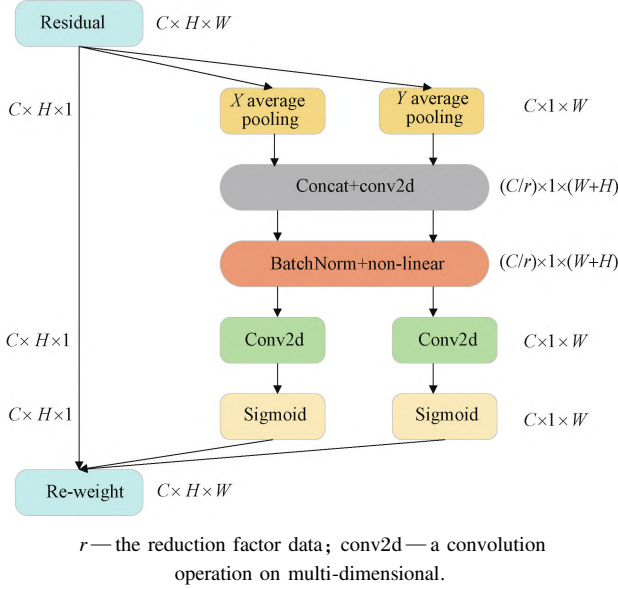 Residual
C× H×W
C× H×1
X average
pooling
Y average
pooling
C×1×W
Concat+conv2d
(C/r)×1×(W+H)
BatchNorm+non-linear
(C/r)×1×(W+H)
C× H×1
Conv2d
Conv2d
C×1×W
C× H×1
Sigmoid
Sigmoid
C×1×W
Re-weight
C× H×W
r — the reduction factor data; conv2d — a convolution
operation on multi-dimensional.